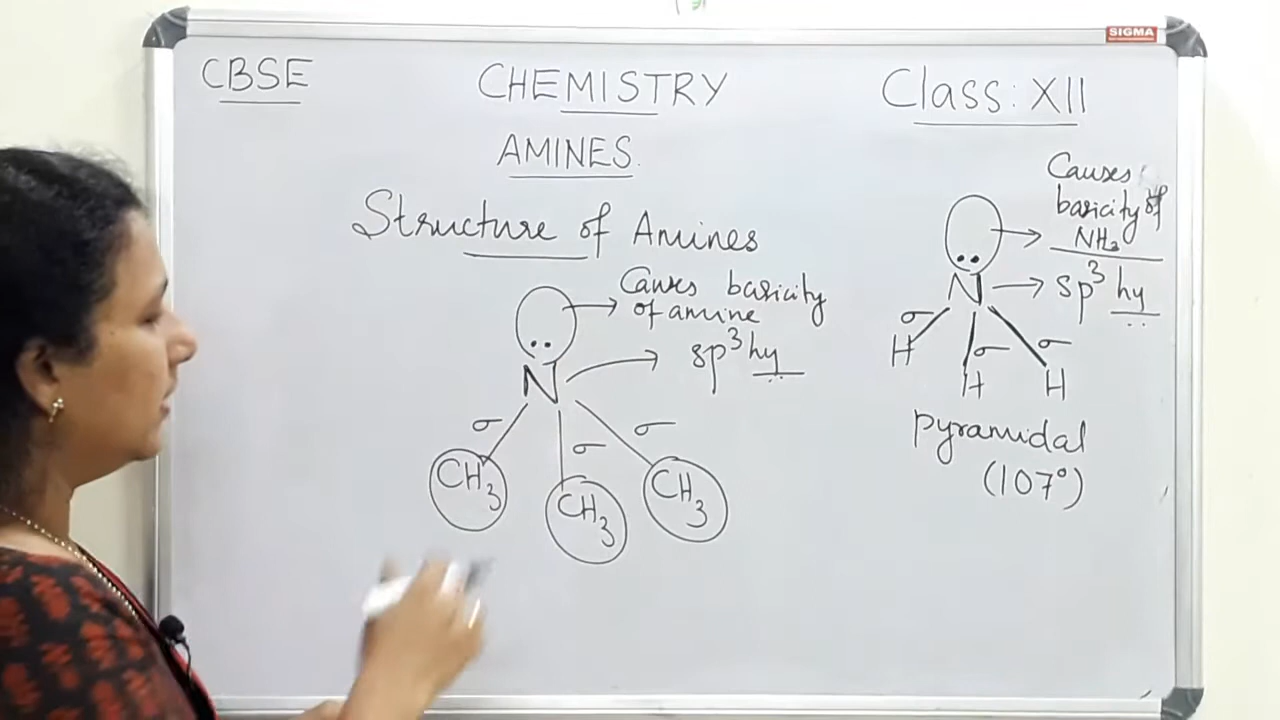 SIGMA
CBSE
CHEMISTRY
Class: XII
AMINES.
Structure of Amines
Causes basicity
of amine
N
sp³ hy
σ
σ
σ
CH₃
CH₃
CH₃
Causes
basicity of
NH₃
N
sp³ hy
σ
σ
σ
H
H
H
pyramidal
(107°)